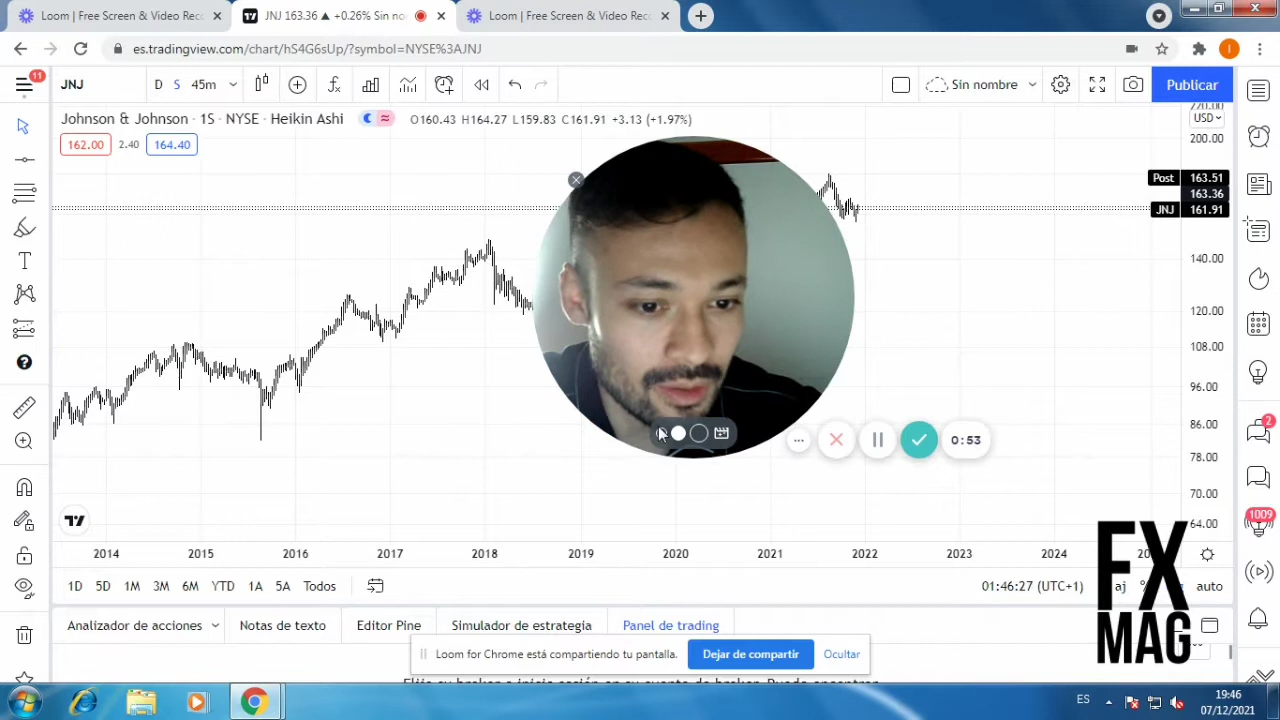 Loom | Free Screen & Video Rec
JNJ 163.36 ▲ +0.26% Sin no
Loom | Free Screen & Video Rec
es.tradingview.com/chart/hS4G6sUp/?symbol=NYSE%3AJNJ
11
JNJ
D S 45m
Sin nombre
Publicar
Johnson & Johnson · 1S · NYSE · Heikin Ashi
O160.43 H164.27 L159.83 C161.91 +3.13 (+1.97%)
162.00 2.40 164.40
220.00
USD
200.00
Post 163.51
163.36
JNJ 161.91
140.00
120.00
108.00
96.00
86.00
78.00
70.00
64.00
0:53
2
1009
2014 2015 2016 2017 2018 2019 2020 2021 2022 2023 2024
1D 5D 1M 3M 6M YTD 1A 5A Todos
01:46:27 (UTC+1)
% auto
Analizador de acciones
Notas de texto
Editor Pine
Simulador de estrategia
Panel de trading
Loom for Chrome está compartiendo tu pantalla.
Dejar de compartir
Ocultar
FX
MAG
ES
19:46
07/12/2021